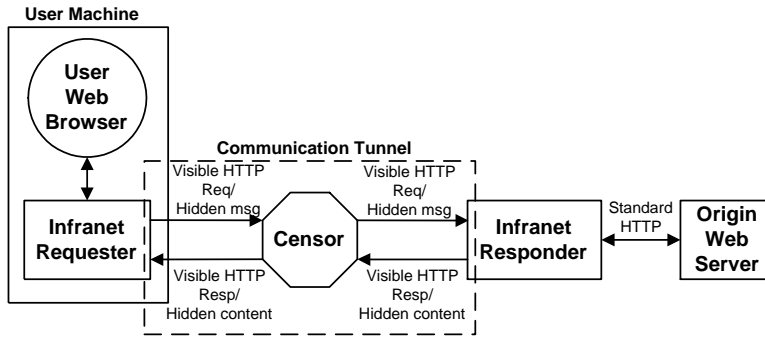 User Machine
User
Web
Browser
Communication Tunnel
Visible HTTP
Req/
Hidden msg
Visible HTTP
Req/
Hidden msg
Infranet
Requester
Censor
Infranet
Responder
Standard
HTTP
Origin
Web
Server
Visible HTTP
Resp/
Hidden content
Visible HTTP
Resp/
Hidden content